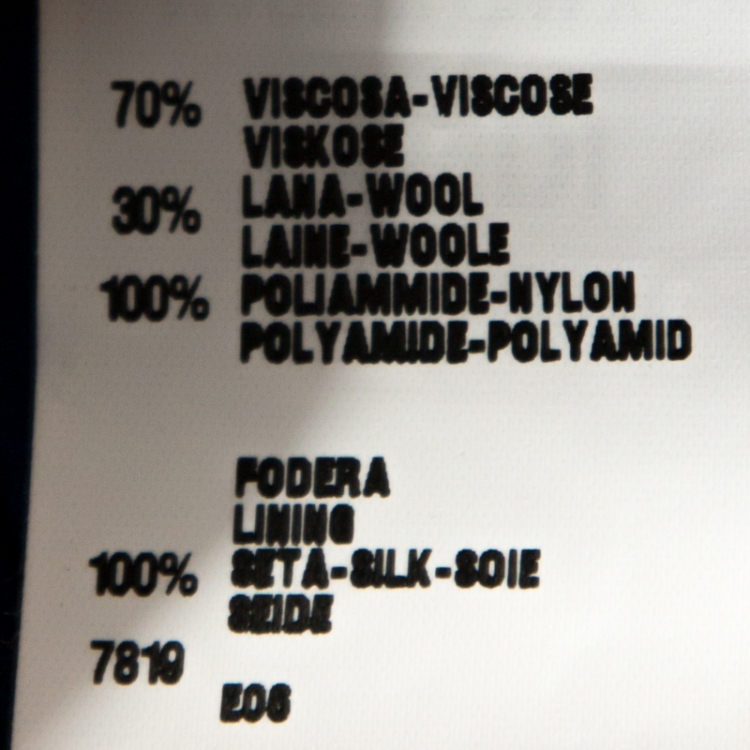 70% VISCOSA-VISCOSE
VISKOSE
30% LANA-WOOL
LAINE-WOOLE
100% POLIAMMIDE-NYLON
POLYAMIDE-POLYAMID
FODERA
LINING
100% SETA-SILK-SOIE
SEIDE
7819
E06